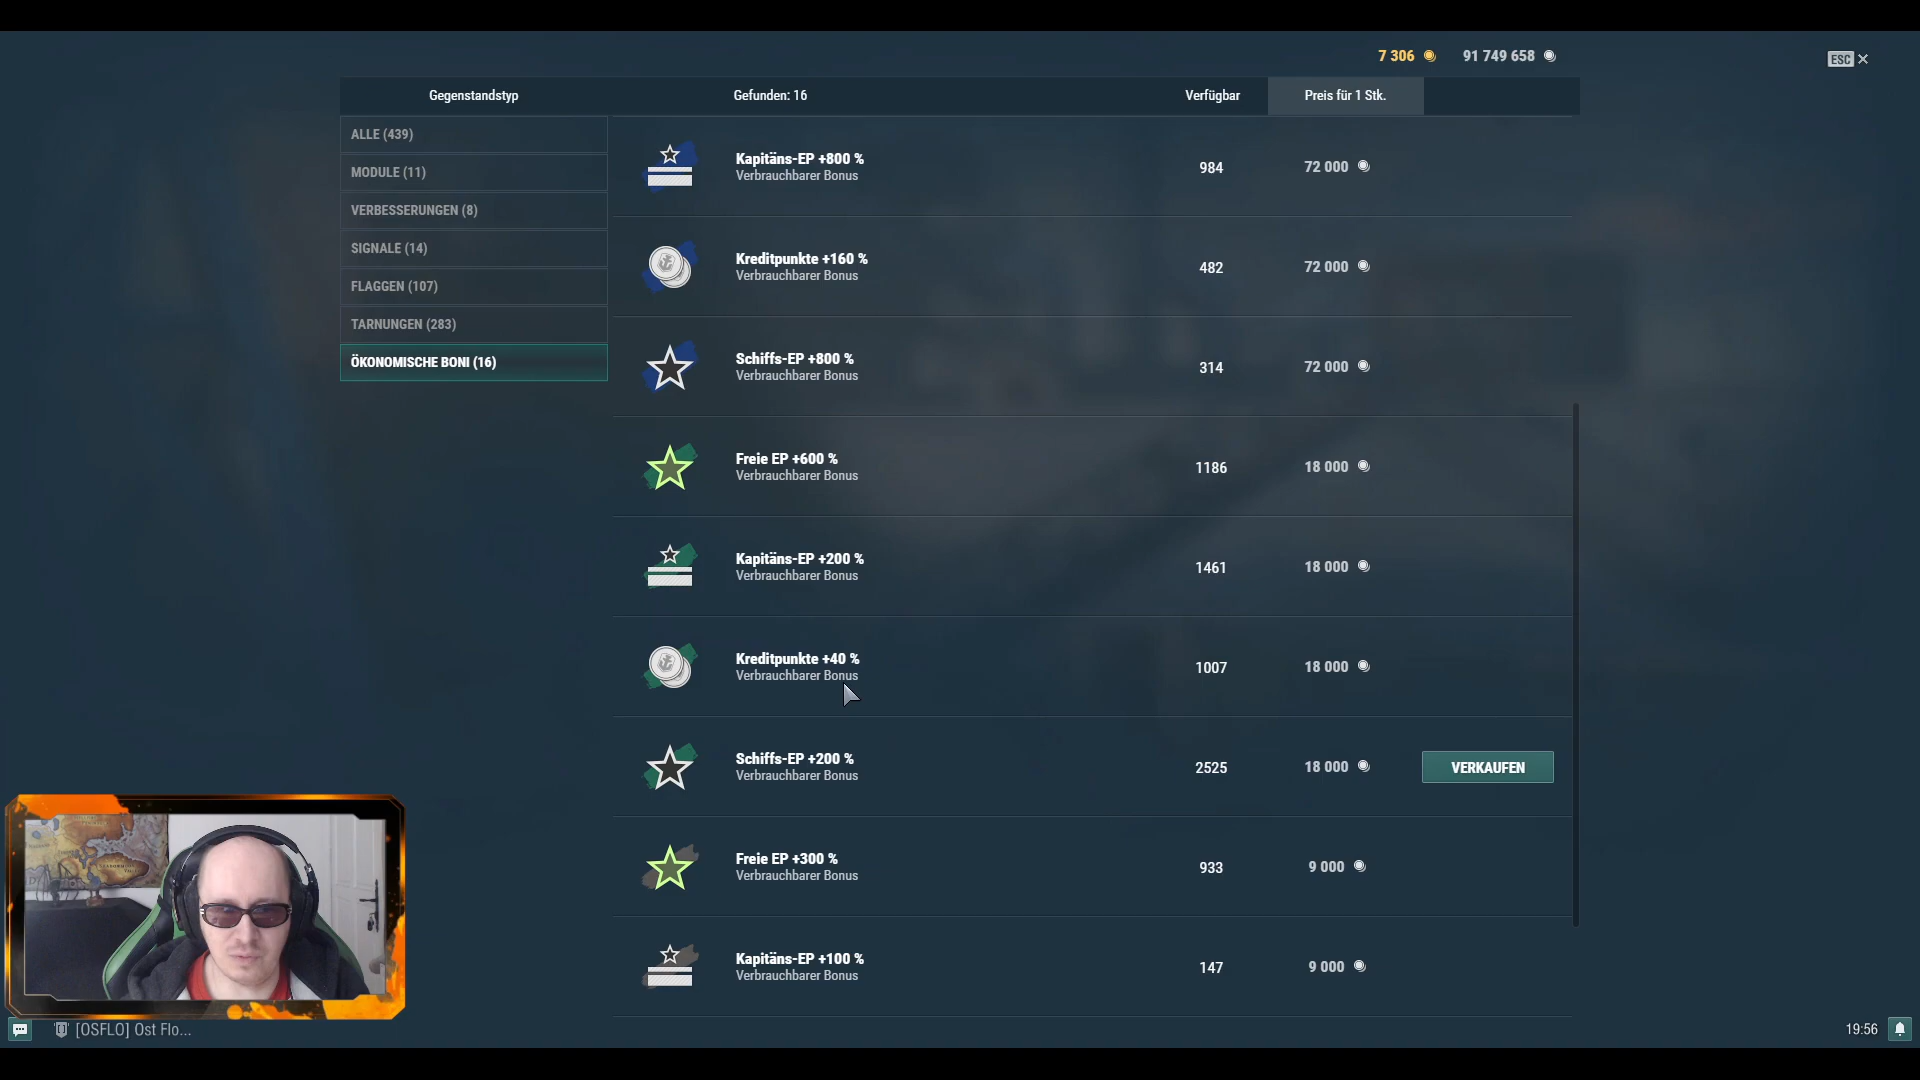 7 306
91 749 658
ESC
Gegenstandstyp
Gefunden: 16
Verfügbar
Preis für 1 Stk.
ALLE (439)
MODULE (11)
VERBESSERUNGEN (8)
SIGNALE (14)
FLAGGEN (107)
TARNUNGEN (283)
ÖKONOMISCHE BONI (16)
Kapitäns-EP +800 %
Verbrauchbarer Bonus
984
72 000
Kreditpunkte +160 %
Verbrauchbarer Bonus
482
72 000
Schiffs-EP +800 %
Verbrauchbarer Bonus
314
72 000
Freie EP +600 %
Verbrauchbarer Bonus
1186
18 000
Kapitäns-EP +200 %
Verbrauchbarer Bonus
1461
18 000
Kreditpunkte +40 %
Verbrauchbarer Bonus
1007
18 000
Schiffs-EP +200 %
Verbrauchbarer Bonus
2525
18 000
VERKAUFEN
Freie EP +300 %
Verbrauchbarer Bonus
933
9 000
Kapitäns-EP +100 %
Verbrauchbarer Bonus
147
9 000
[OSFLO] Ost Flo...
19:56